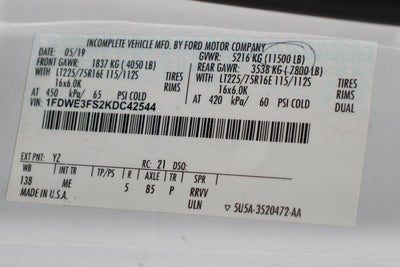 INCOMPLETE VEHICLE MFD. BY FORD MOTOR COMPANY
DATE: 05/19 GVWR: 5216 KG (11500 LB)
FRONT GAWR: 1837 KG (4050 LB) REAR GAWR: 3538 KG (7800 LB)
WITH LT225/75R16E 115/112S TIRES WITH LT225/75R16E 115/112S TIRES
16x6.0K RIMS 16x6.0K RIMS
AT 450 kPa/ 65 PSI COLD AT 420 kPa/ 60 PSI COLD DUAL
VIN: 1FDWE3FS2KDC42544
EXT PNT: YZ RC: 21 DSO:
WB INT TR TP/PS R AXLE TR SPR
138 ME 5 85 P RRVV
MADE IN U.S.A. ULN ▽ 5U5A-3520472-AA